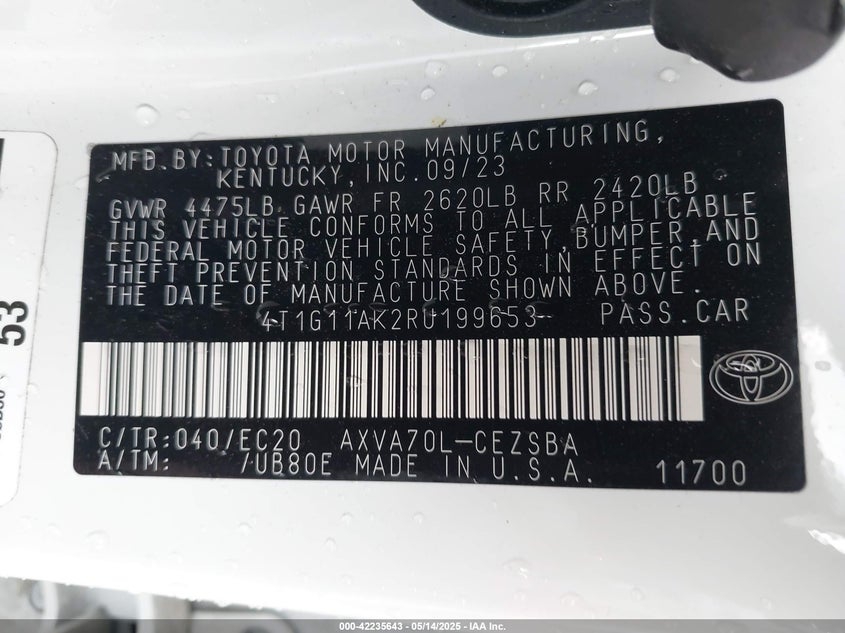 MFD.BY:TOYOTA MOTOR MANUFACTURING,
KENTUCKY,INC.09/23
GVWR 4475LB GAWR FR 2620LB RR 2420LB
THIS VEHICLE CONFORMS TO ALL APPLICABLE
FEDERAL MOTOR VEHICLE SAFETY,BUMPER,AND
THEFT PREVENTION STANDARDS IN EFFECT ON
THE DATE OF MANUFACTURE SHOWN ABOVE.
4T1G11AK2RU199653 PASS.CAR
C/TR:040/EC20 AXVA70L-CEZSBA
A/TM: /UB80E MADE IN U.S.A. 11700
53
000-42235643 - 05/14/2025 - IAA Inc.